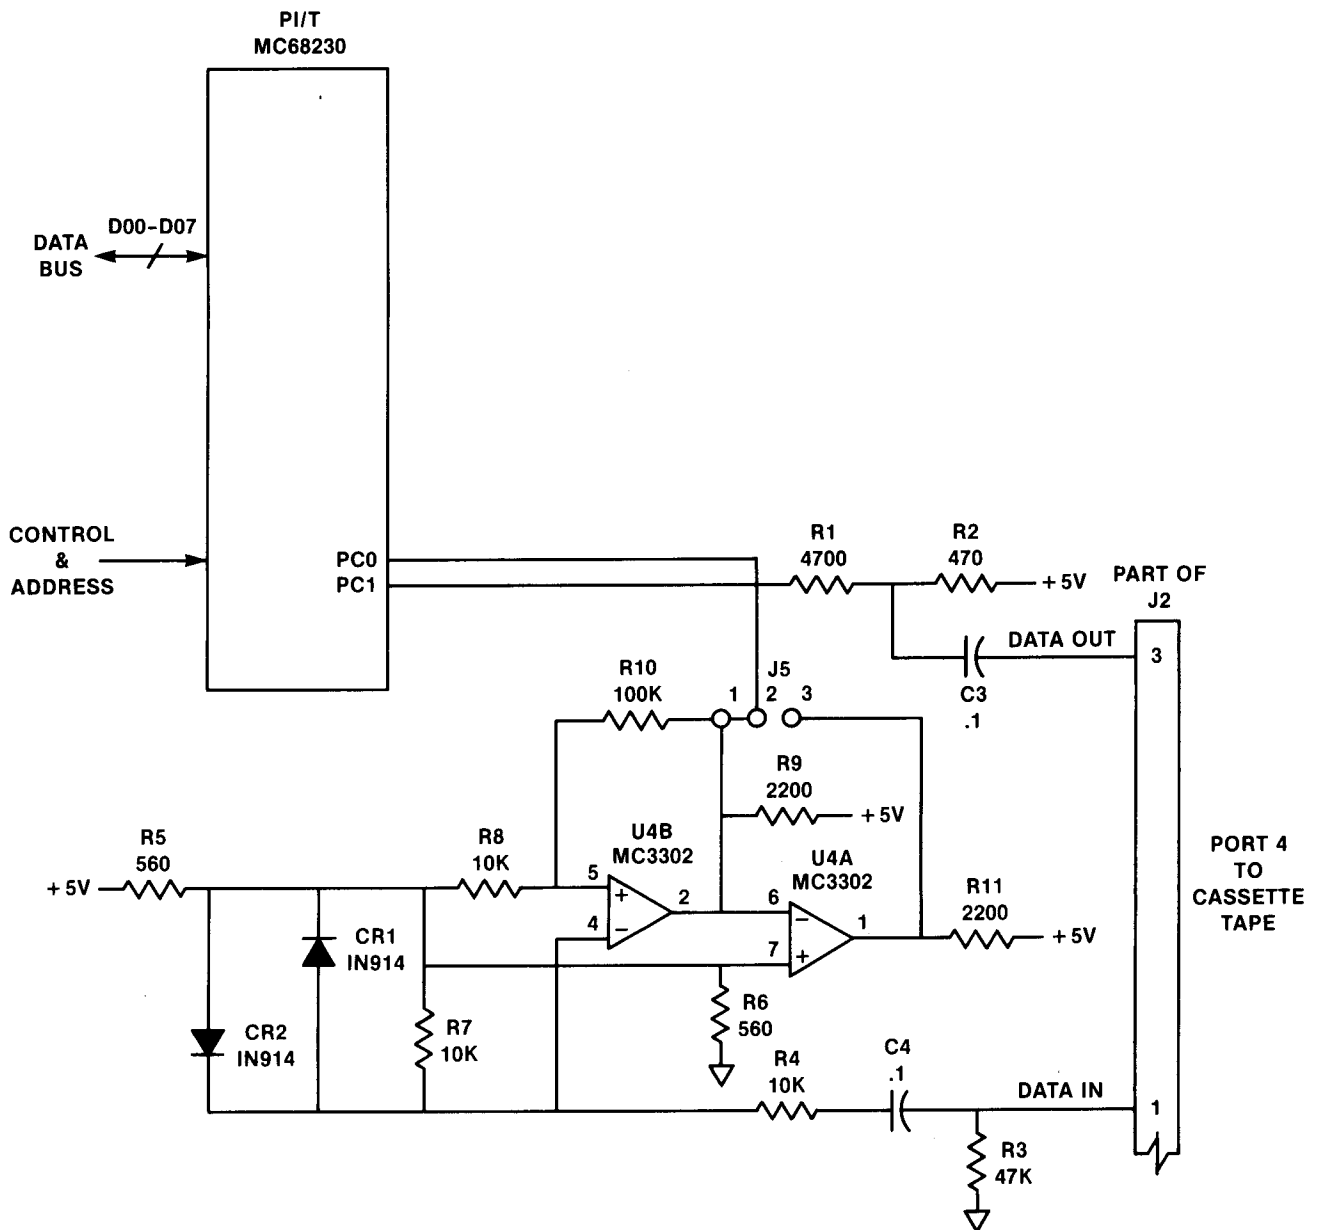 PI/T
MC68230
D00-D07
DATA
BUS
CONTROL
&
ADDRESS
PC0
PC1
R1
4700
R2
470
+5V
PART OF
J2
DATA OUT
3
C3
.1
R10
100K
J5
1
2
3
R9
2200
+5V
R5
560
+5V
R8
10K
U4B
MC3302
5
+
4
−
2
U4A
MC3302
6
−
7
+
1
R11
2200
+5V
PORT 4
TO
CASSETTE
TAPE
CR1
IN914
CR2
IN914
R7
10K
R6
560
R4
10K
C4
.1
DATA IN
1
R3
47K